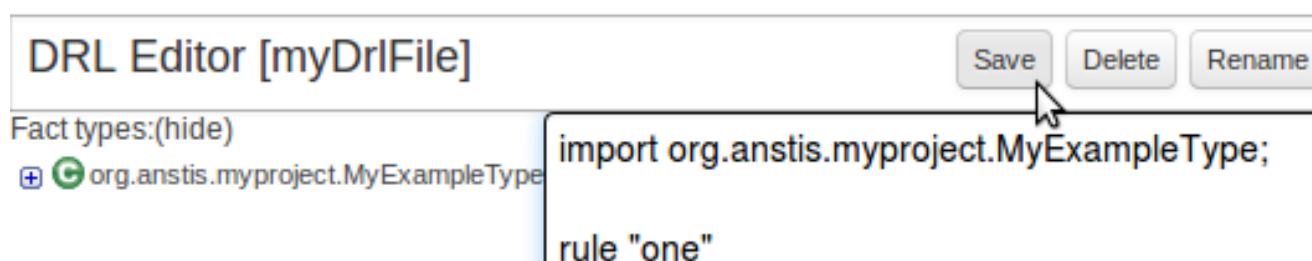 DRL Editor [myDrlFile]
Save Delete Rename
Fact types:(hide)
C org.anstis.myproject.MyExampleType
import org.anstis.myproject.MyExampleType;
rule "one"